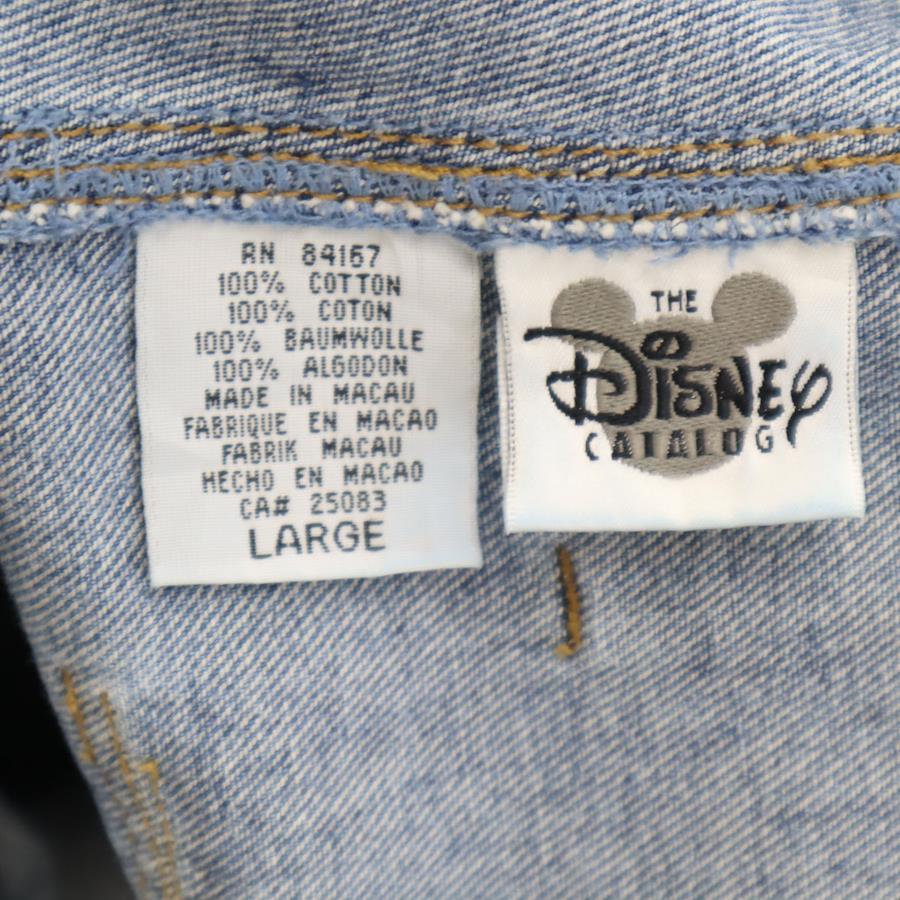 RN 84167
100% COTTON
100% COTON
100% BAUMWOLLE
100% ALGODON
MADE IN MACAU
FABRIQUE EN MACAO
FABRIK MACAU
HECHO EN MACAO
CA# 25083
LARGE
THE
DISNEY
CATALOG